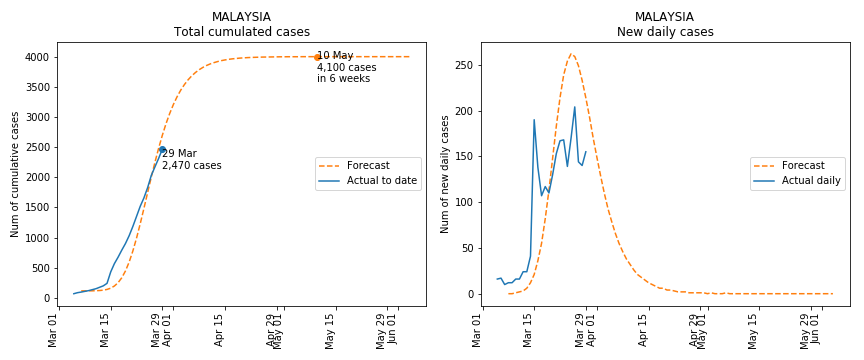 MALAYSIA
Total cumulated cases
Num of cumulative cases
4000
3500
3000
2500
2000
1500
1000
500
0
10 May
4,100 cases
in 6 weeks
29 Mar
2,470 cases
Forecast
Actual to date
Mar 01
Mar 15
Mar 29
Apr 01
Apr 15
Apr 29
May 01
May 15
May 29
Jun 01
MALAYSIA
New daily cases
Num of new daily cases
250
200
150
100
50
0
Forecast
Actual daily
Mar 01
Mar 15
Mar 29
Apr 01
Apr 15
Apr 29
May 01
May 15
May 29
Jun 01